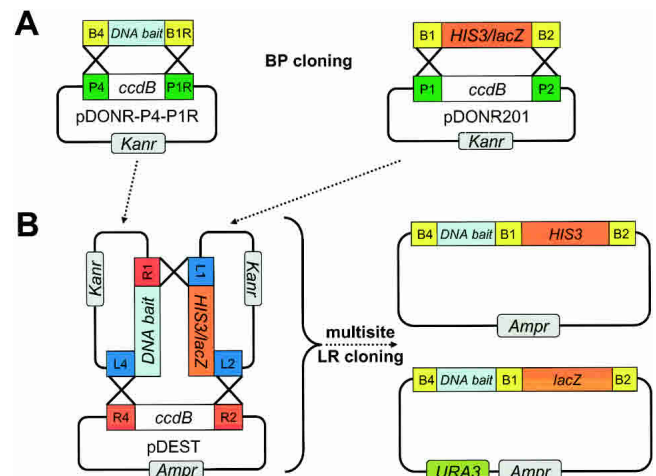 A
B4 DNA bait B1R
P4 ccdB P1R
pDONR-P4-P1R
Kanr
BP cloning
B1 HIS3/lacZ B2
P1 ccdB P2
pDONR201
Kanr
B
Kanr
R1
DNA bait
L4
L1
HIS3/lacZ
L2
Kanr
R4 ccdB R2
pDEST
Ampr
multisite
LR cloning
B4 DNA bait B1 HIS3 B2
Ampr
B4 DNA bait B1 lacZ B2
URA3 Ampr